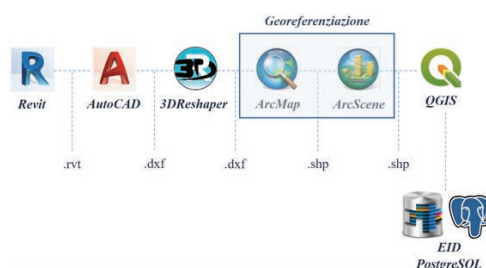 Georeferenziazione
Revit AutoCAD 3DReshaper ArcMap ArcScene QGIS
.rvt .dxf .dxf .shp .shp
EID
PostgreSQL